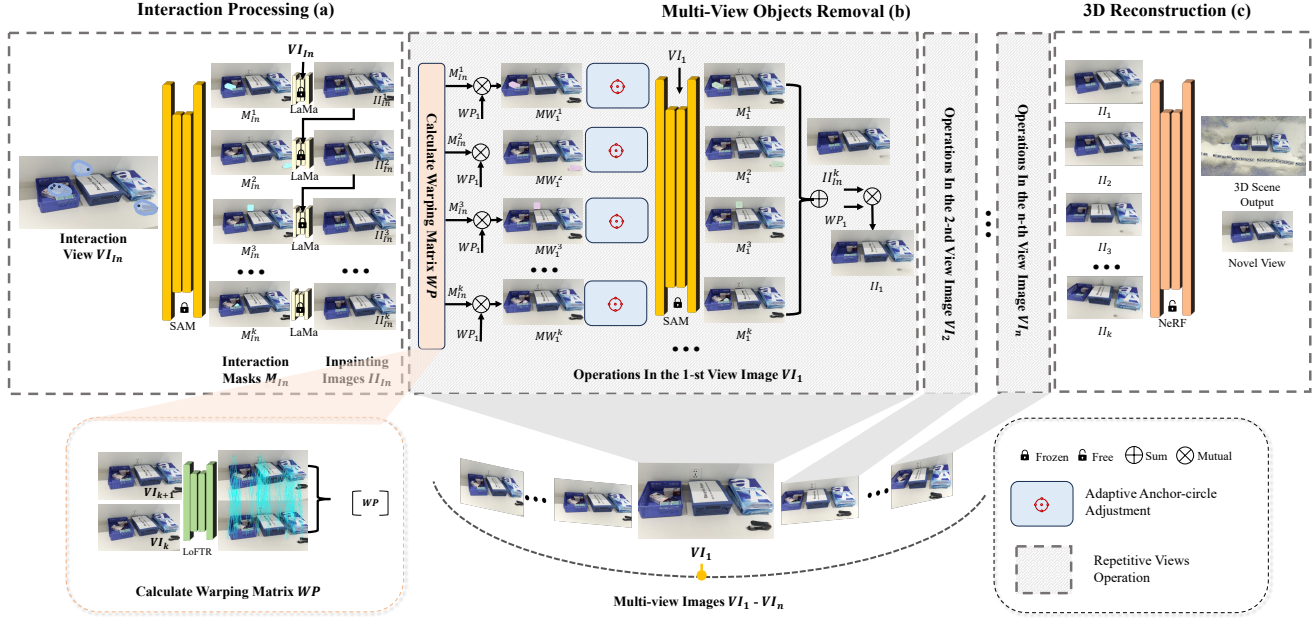 Interaction Processing (a)
Multi-View Objects Removal (b)
3D Reconstruction (c)
VI_In
LaMa
M_In^1
II_In^1
LaMa
M_In^2
II_In^2
LaMa
M_In^3
II_In^3
LaMa
M_In^k
II_In^k
Interaction
View VI_In
SAM
Interaction
Masks M_In
Inpainting
Images II_In
Calculate Warping Matrix WP
M_In^1
WP_1
MW_1^1
M_In^2
WP_1
MW_1^2
M_In^3
WP_1
MW_1^3
M_In^k
WP_1
MW_1^k
VI_1
SAM
M_1^1
M_1^2
M_1^3
M_1^k
II_In^k
WP_1
II_1
Operations In the 1-st View Image VI_1
Operations In the 2-nd View Image VI_2
Operations In the n-th View Image VI_n
II_1
II_2
II_3
II_k
NeRF
3D Scene
Output
Novel View
VI_k+1
VI_k
LoFTR
[WP]
Calculate Warping Matrix WP
VI_1
Multi-view Images VI_1 - VI_n
Frozen
Free
Sum
Mutual
Adaptive Anchor-circle
Adjustment
Repetitive Views
Operation